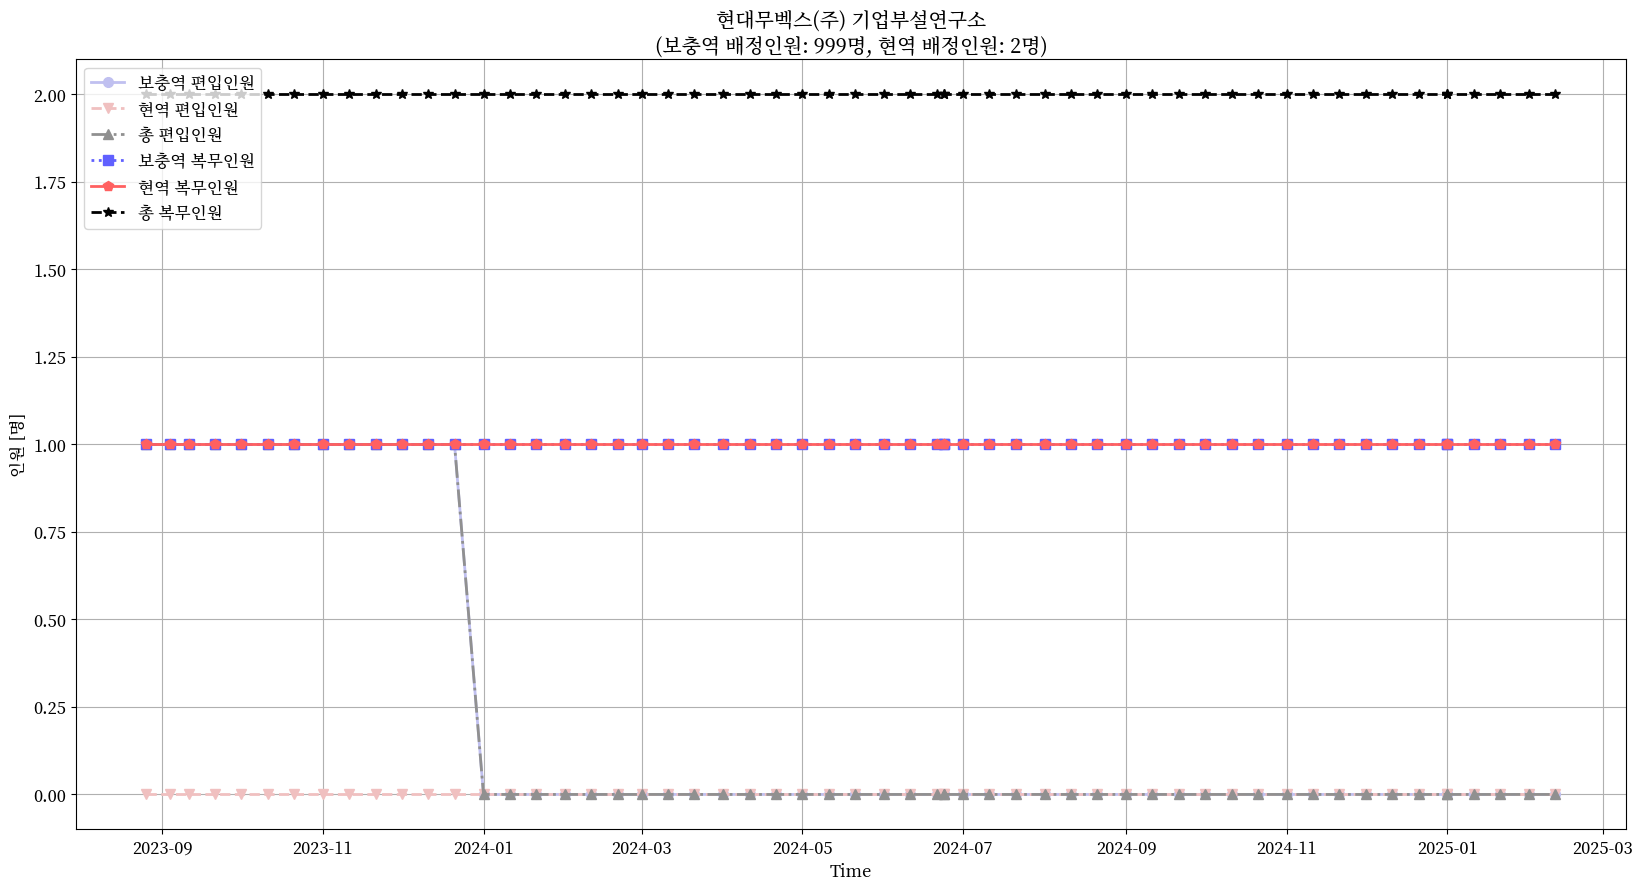 현대무벡스(주) 기업부설연구소
(보충역 배정인원: 999명, 현역 배정인원: 2명)
보충역 편입인원
현역 편입인원
총 편입인원
보충역 복무인원
현역 복무인원
총 복무인원
인원 [명]
2.00
1.75
1.50
1.25
1.00
0.75
0.50
0.25
0.00
2023-09 2023-11 2024-01 2024-03 2024-05 2024-07 2024-09 2024-11 2025-01 2025-03
Time